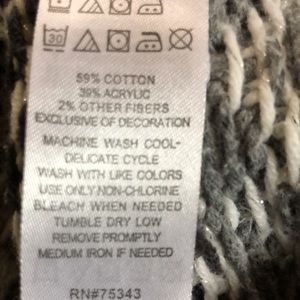 30
59% COTTON
39% ACRYLIC
2% OTHER FIBERS
EXCLUSIVE OF DECORATION
MACHINE WASH COOL-
DELICATE CYCLE
WASH WITH LIKE COLORS
USE ONLY NON-CHLORINE
BLEACH WHEN NEEDED
TUMBLE DRY LOW
REMOVE PROMPTLY
MEDIUM IRON IF NEEDED
RN#75343